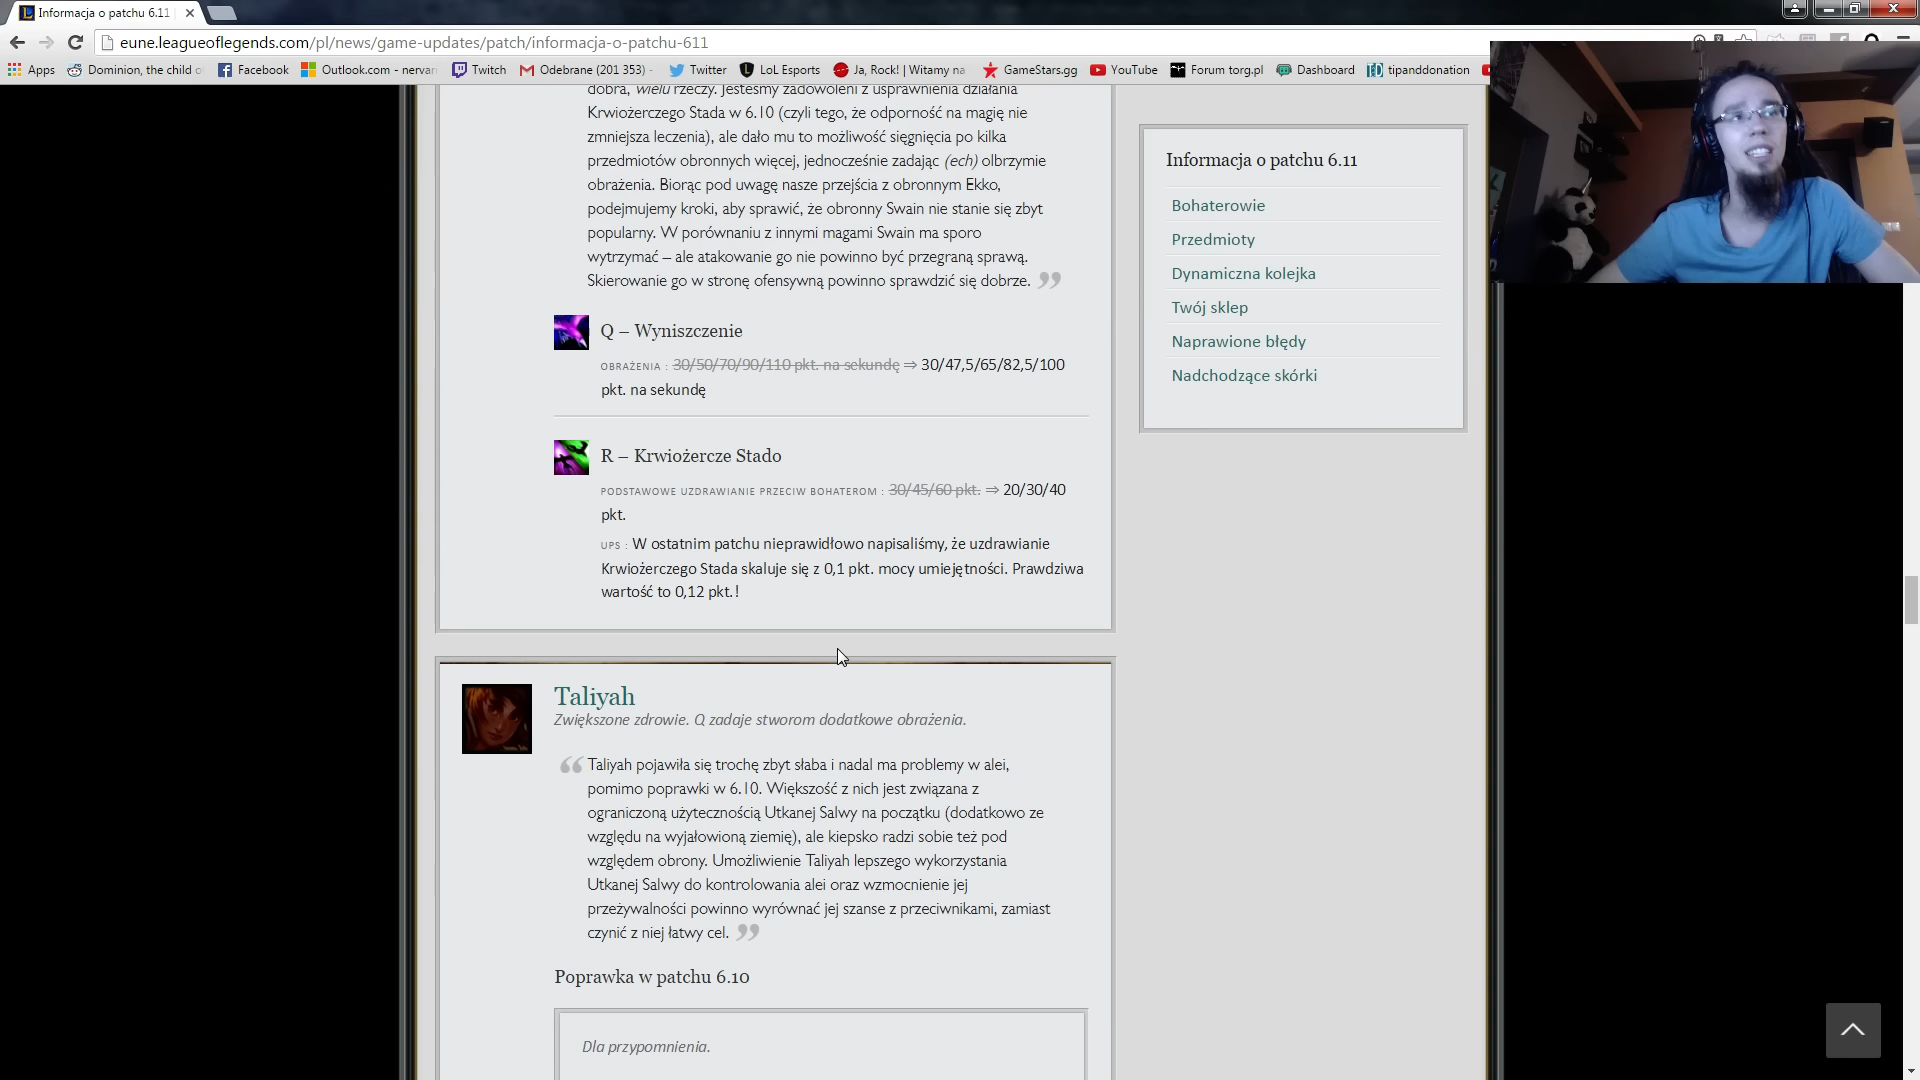 Informacja o patchu 6.11
eune.leagueoflegends.com/pl/news/game-updates/patch/informacja-o-patchu-611
Apps
Dominion, the child o
Facebook
Outlook.com - nervar
Twitch
Odebrane (201 353) -
Twitter
LoL Esports
Ja, Rock! | Witamy na
GameStars.gg
YouTube
Forum torg.pl
Dashboard
tipanddonation
dobra, wielu rzeczy. Jesteśmy zadowoleni z usprawnienia działania
Krwiożerczego Stada w 6.10 (czyli tego, że odporność na magię nie
zmniejsza leczenia), ale dało mu to możliwość sięgnięcia po kilka
przedmiotów obronnych więcej, jednocześnie zadając (ech) olbrzymie
obrażenia. Biorąc pod uwagę nasze przejścia z obronnym Ekko,
podejmujemy kroki, aby sprawić, że obronny Swain nie stanie się zbyt
popularny. W porównaniu z innymi magami Swain ma sporo
wytrzymać – ale atakowanie go nie powinno być przegraną sprawą.
Skierowanie go w stronę ofensywną powinno sprawdzić się dobrze. ”
Q – Wyniszczenie
OBRAŻENIA : 30/50/70/90/110 pkt. na sekundę ⇒ 30/47,5/65/82,5/100
pkt. na sekundę
R – Krwiożercze Stado
PODSTAWOWE UZDRAWIANIE PRZECIW BOHATEROM : 30/45/60 pkt. ⇒ 20/30/40
pkt.
UPS : W ostatnim patchu nieprawidłowo napisaliśmy, że uzdrawianie
Krwiożerczego Stada skaluje się z 0,1 pkt. mocy umiejętności. Prawdziwa
wartość to 0,12 pkt.!
Taliyah
Zwiększone zdrowie. Q zadaje stworom dodatkowe obrażenia.
“ Taliyah pojawiła się trochę zbyt słaba i nadal ma problemy w alei,
pomimo poprawki w 6.10. Większość z nich jest związana z
ograniczoną użytecznością Utkanej Salwy na początku (dodatkowo ze
względu na wyjałowioną ziemię), ale kiepsko radzi sobie też pod
względem obrony. Umożliwienie Taliyah lepszego wykorzystania
Utkanej Salwy do kontrolowania alei oraz wzmocnienie jej
przeżywalności powinno wyrównać jej szanse z przeciwnikami, zamiast
czynić z niej łatwy cel. ”
Poprawka w patchu 6.10
Dla przypomnienia.
Informacja o patchu 6.11
Bohaterowie
Przedmioty
Dynamiczna kolejka
Twój sklep
Naprawione błędy
Nadchodzące skórki